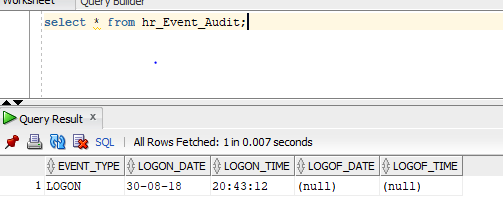 Worksheet Query Builder
select * from hr_Event_Audit;
Query Result x
SQL | All Rows Fetched: 1 in 0.007 seconds
EVENT_TYPE LOGON_DATE LOGON_TIME LOGOF_DATE LOGOF_TIME
1 LOGON 30-08-18 20:43:12 (null) (null)